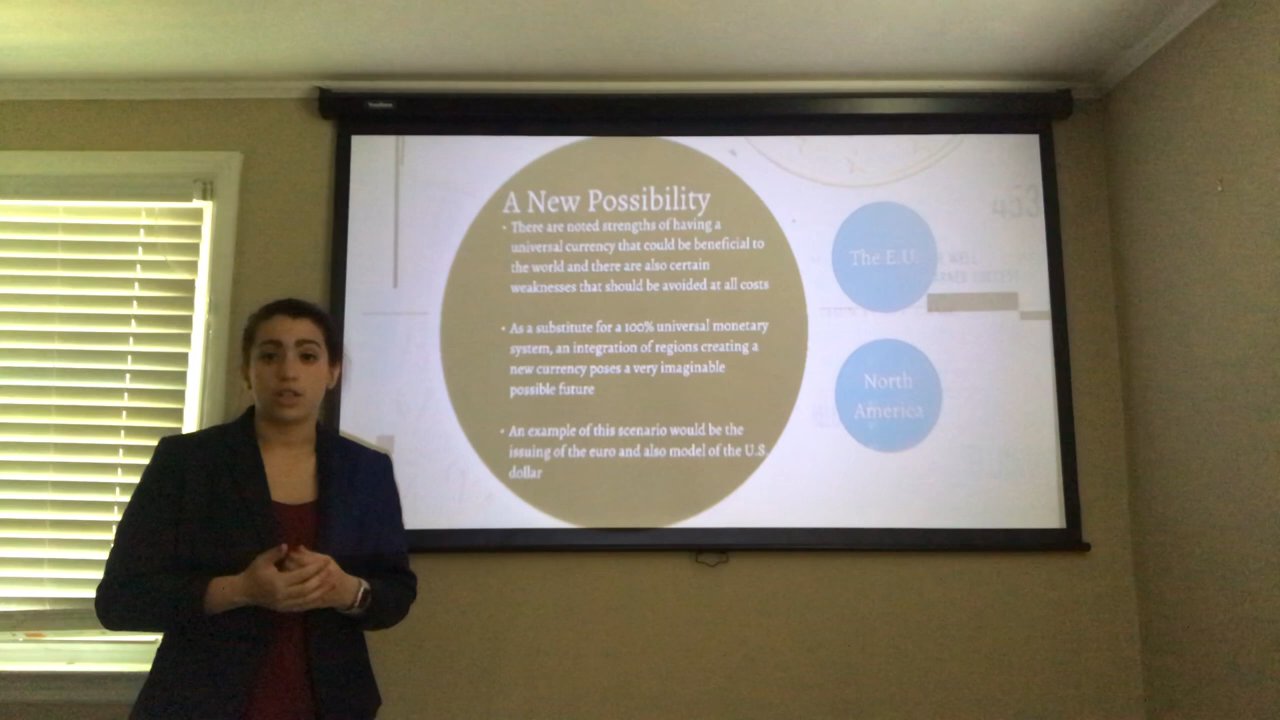 A New Possibility
• There are noted strengths of having a
universal currency that could be beneficial to
the world and there are also certain
weaknesses that should be avoided at all costs
• As a substitute for a 100% universal monetary
system, an integration of regions creating a
new currency poses a very imaginable
possible future
• An example of this scenario would be the
issuing of the euro and also model of the U.S.
dollar
The E.U.
North
America
453